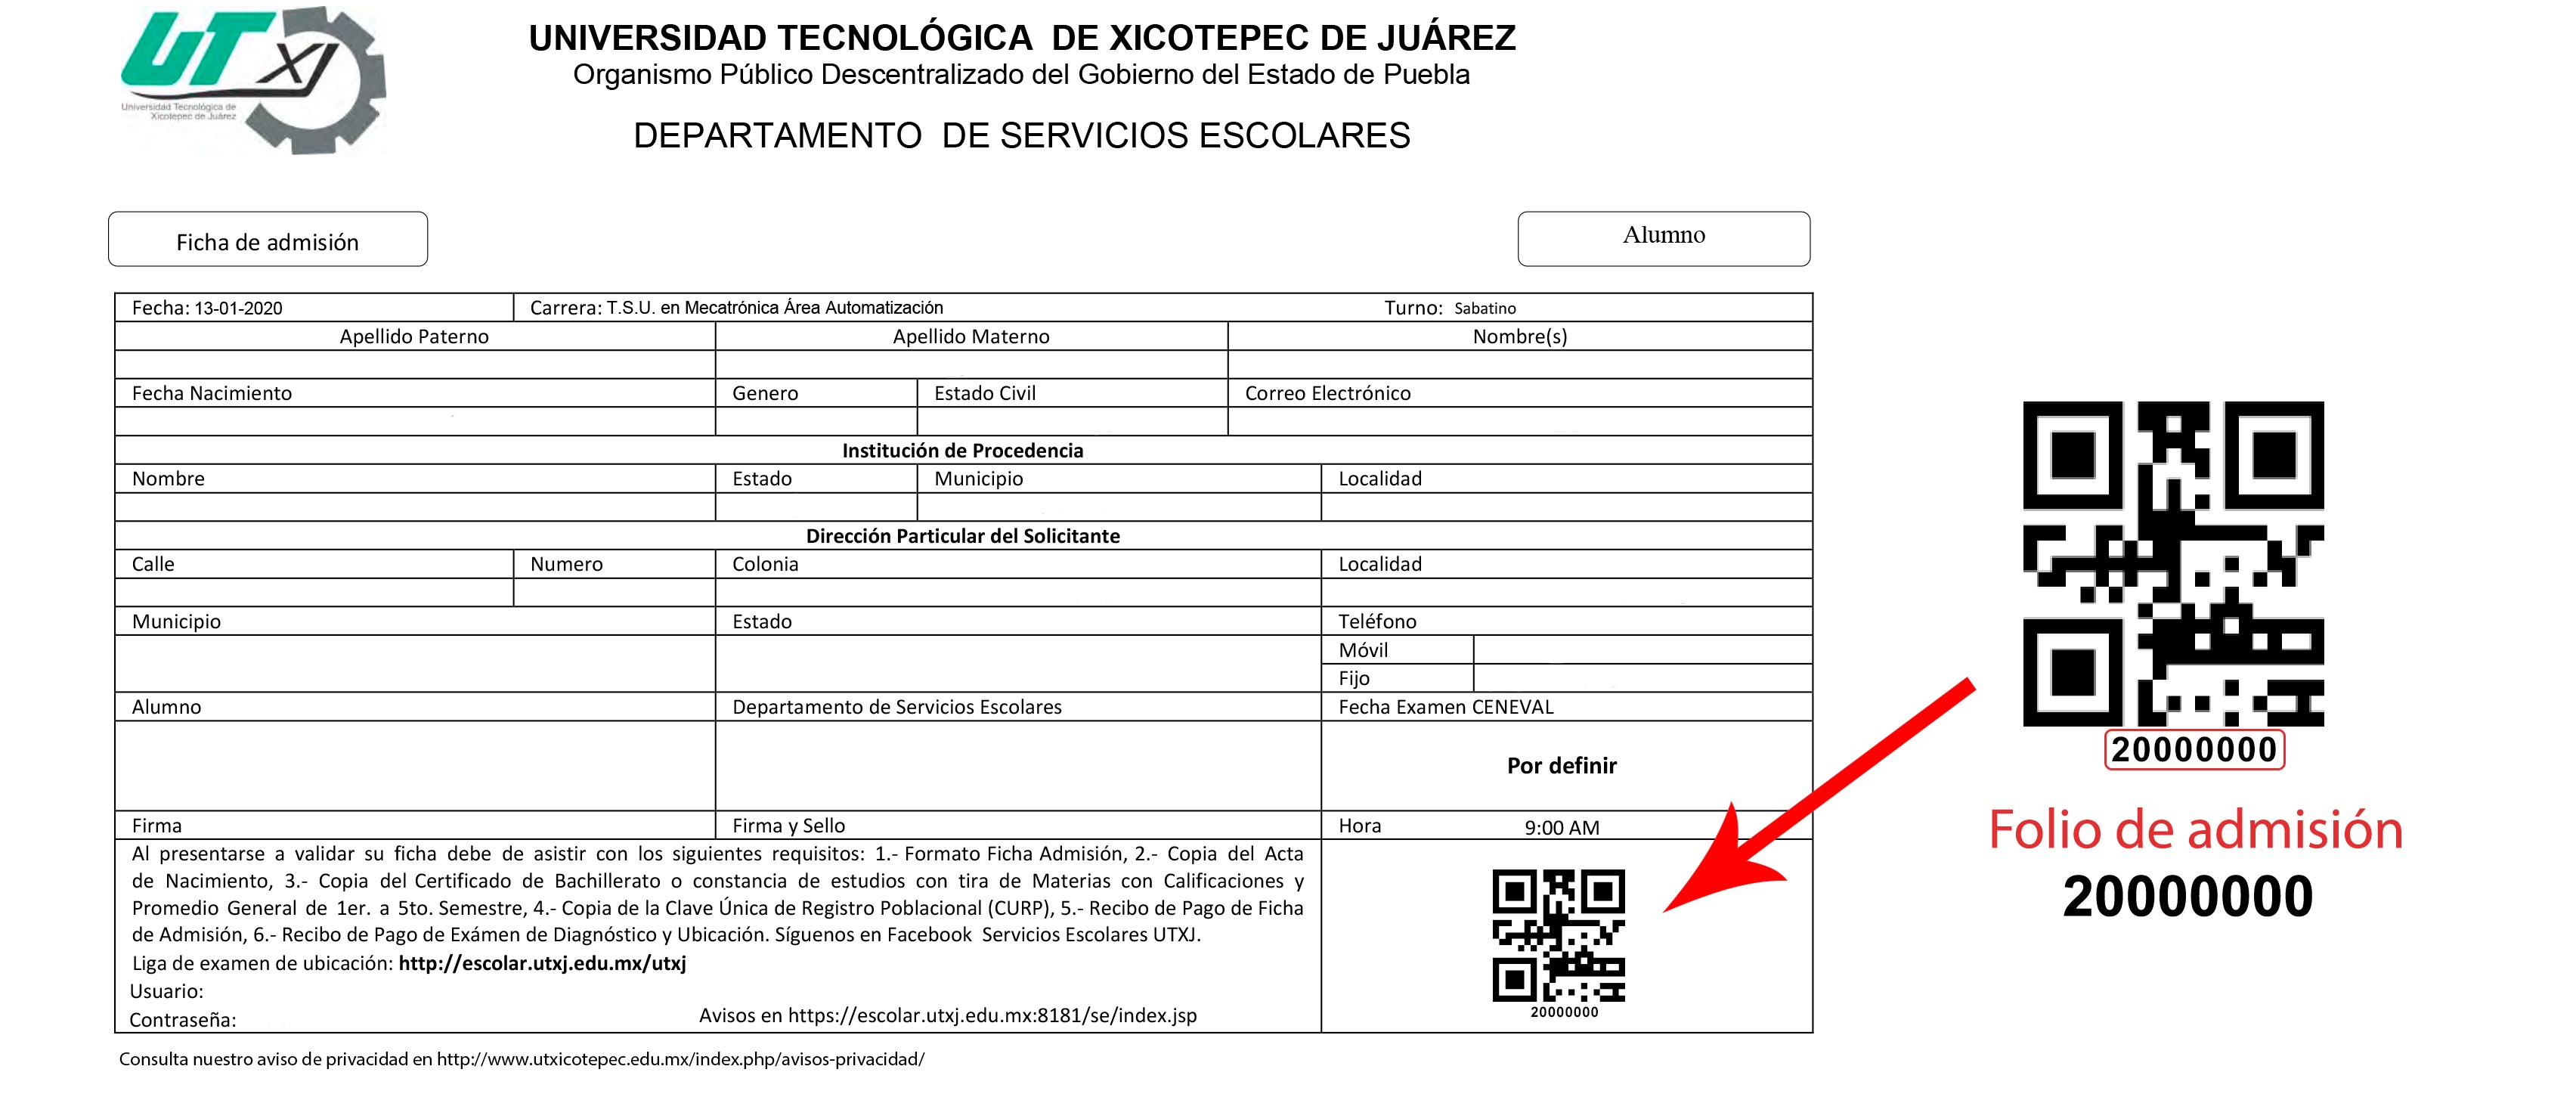 UTXJ
Universidad Tecnológica de
Xicotepec de Juárez
UNIVERSIDAD TECNOLÓGICA DE XICOTEPEC DE JUÁREZ
Organismo Público Descentralizado del Gobierno del Estado de Puebla
DEPARTAMENTO DE SERVICIOS ESCOLARES
Ficha de admisión
Alumno
Fecha: 13-01-2020 Carrera: T.S.U. en Mecatrónica Área Automatización Turno: Sabatino
Apellido Paterno Apellido Materno Nombre(s)
Fecha Nacimiento Genero Estado Civil Correo Electrónico
Institución de Procedencia
Nombre Estado Municipio Localidad
Dirección Particular del Solicitante
Calle Numero Colonia Localidad
Municipio Estado Teléfono
Móvil
Fijo
Alumno Departamento de Servicios Escolares Fecha Examen CENEVAL
Por definir
Firma Firma y Sello Hora 9:00 AM
Al presentarse a validar su ficha debe de asistir con los siguientes requisitos: 1.- Formato Ficha Admisión, 2.- Copia del Acta
de Nacimiento, 3.- Copia del Certificado de Bachillerato o constancia de estudios con tira de Materias con Calificaciones y
Promedio General de 1er. a 5to. Semestre, 4.- Copia de la Clave Única de Registro Poblacional (CURP), 5.- Recibo de Pago de Ficha
de Admisión, 6.- Recibo de Pago de Exámen de Diagnóstico y Ubicación. Síguenos en Facebook Servicios Escolares UTXJ.
Liga de examen de ubicación: http://escolar.utxj.edu.mx/utxj
Usuario:
Contraseña:
Avisos en https://escolar.utxj.edu.mx:8181/se/index.jsp
20000000
Consulta nuestro aviso de privacidad en http://www.utxicotepec.edu.mx/index.php/avisos-privacidad/
20000000
Folio de admisión
20000000